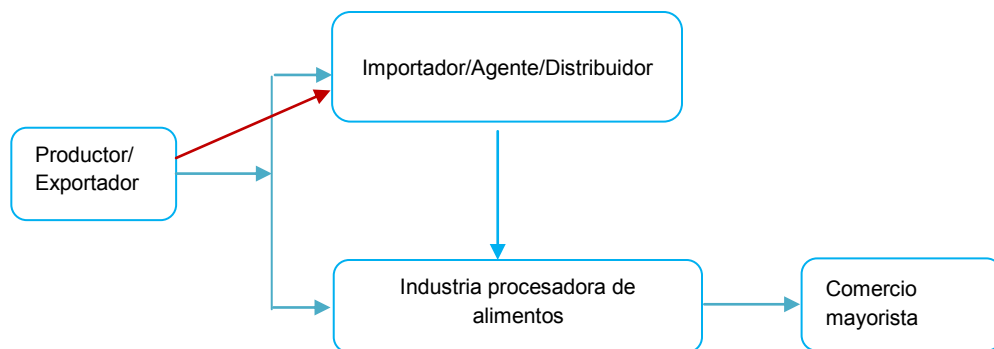 Importador/Agente/Distribuidor
Productor/
Exportador
Industria procesadora de
alimentos
Comercio
mayorista